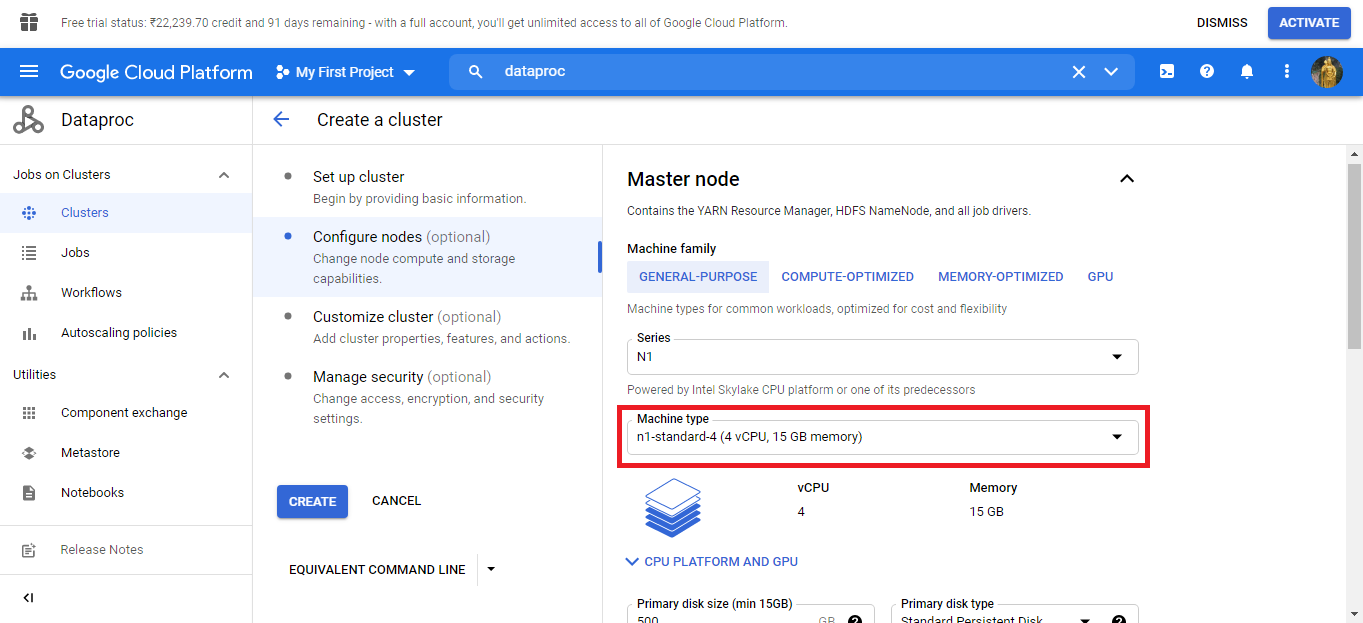 Free trial status: ₹22,239.70 credit and 91 days remaining - with a full account, you'll get unlimited access to all of Google Cloud Platform.
DISMISS
ACTIVATE
Google Cloud Platform
My First Project
dataproc
Dataproc
Create a cluster
Jobs on Clusters
Clusters
Jobs
Workflows
Autoscaling policies
Utilities
Component exchange
Metastore
Notebooks
Release Notes
Set up cluster
Begin by providing basic information.
Configure nodes (optional)
Change node compute and storage
capabilities.
Customize cluster (optional)
Add cluster properties, features, and actions.
Manage security (optional)
Change access, encryption, and security
settings.
CREATE
CANCEL
EQUIVALENT COMMAND LINE
Master node
Contains the YARN Resource Manager, HDFS NameNode, and all job drivers.
Machine family
GENERAL-PURPOSE
COMPUTE-OPTIMIZED
MEMORY-OPTIMIZED
GPU
Machine types for common workloads, optimized for cost and flexibility
Series
N1
Powered by Intel Skylake CPU platform or one of its predecessors
Machine type
n1-standard-4 (4 vCPU, 15 GB memory)
vCPU
4
Memory
15 GB
CPU PLATFORM AND GPU
Primary disk size (min 15GB)
500
GB
Primary disk type
Standard Persistent Disk